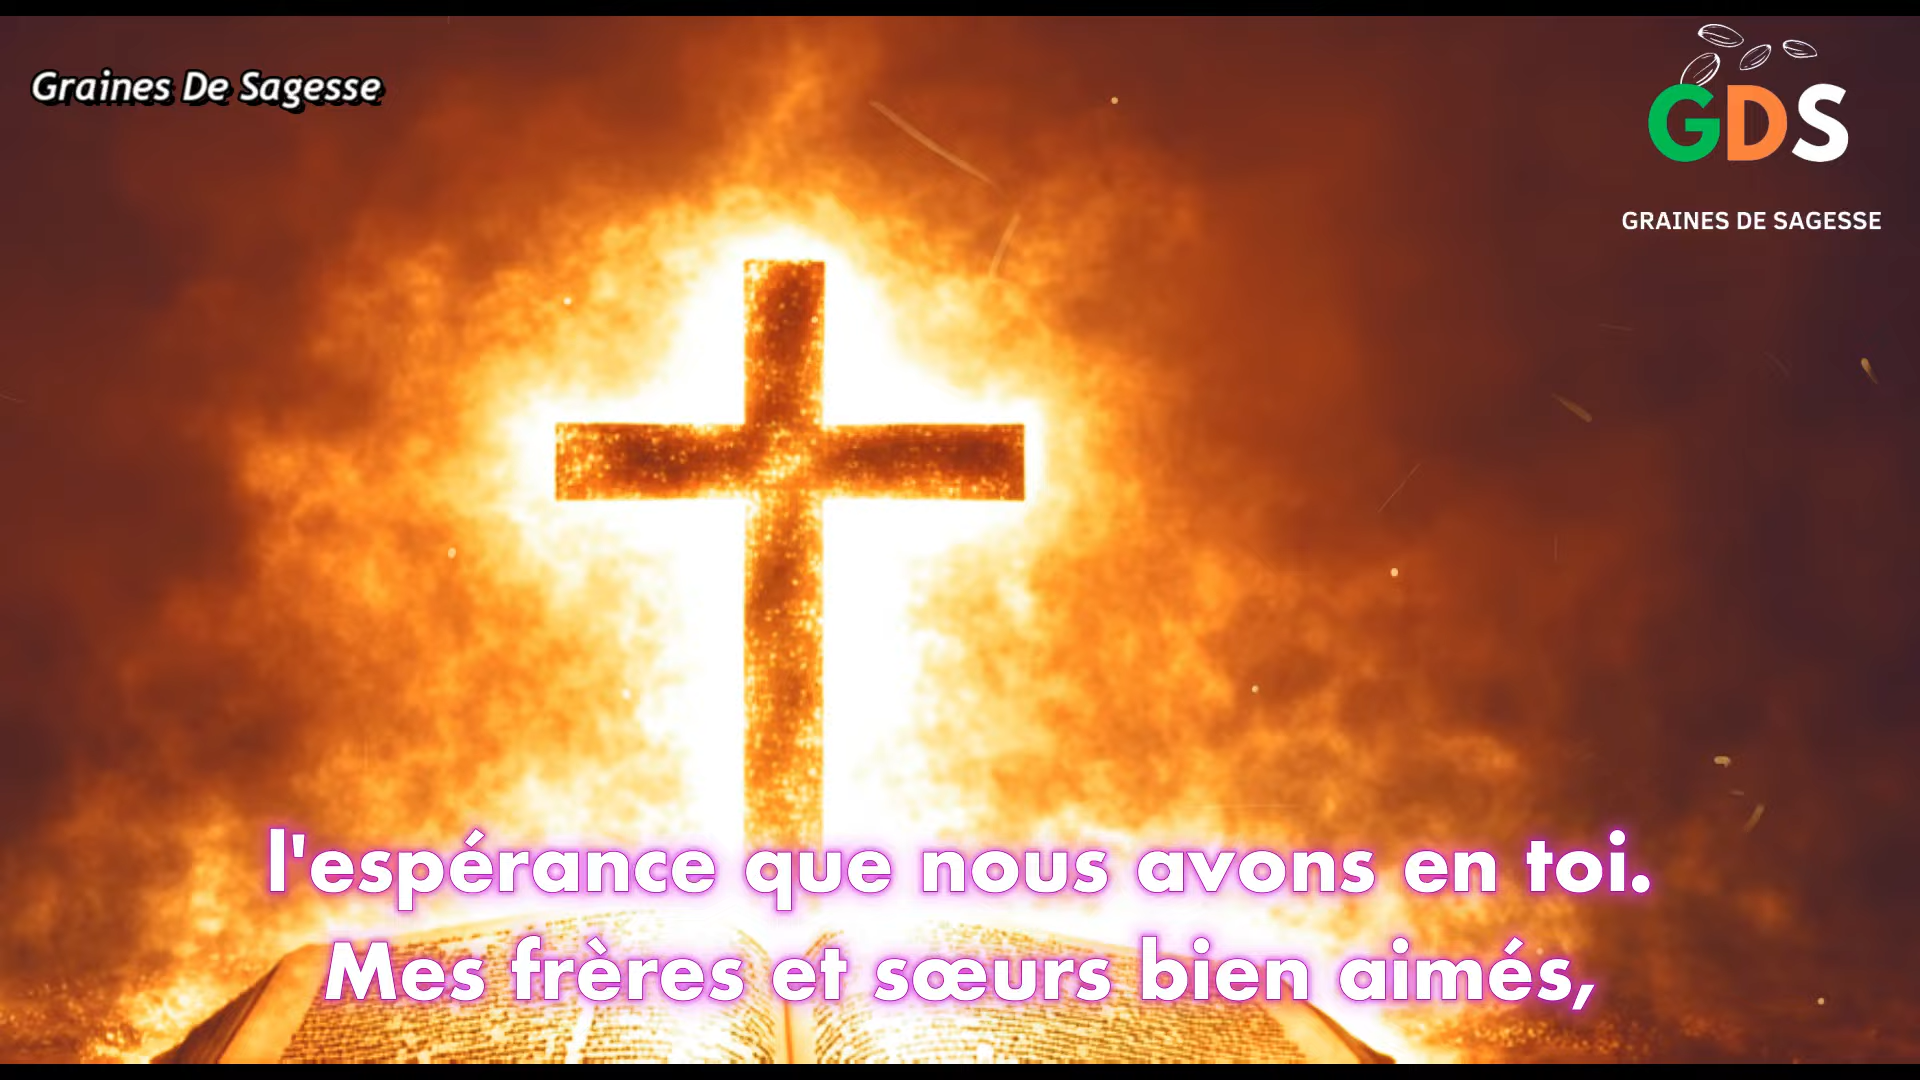 Graines De Sagesse
GDS
GRAINES DE SAGESSE
l'espérance que nous avons en toi.
Mes frères et sœurs bien aimés,